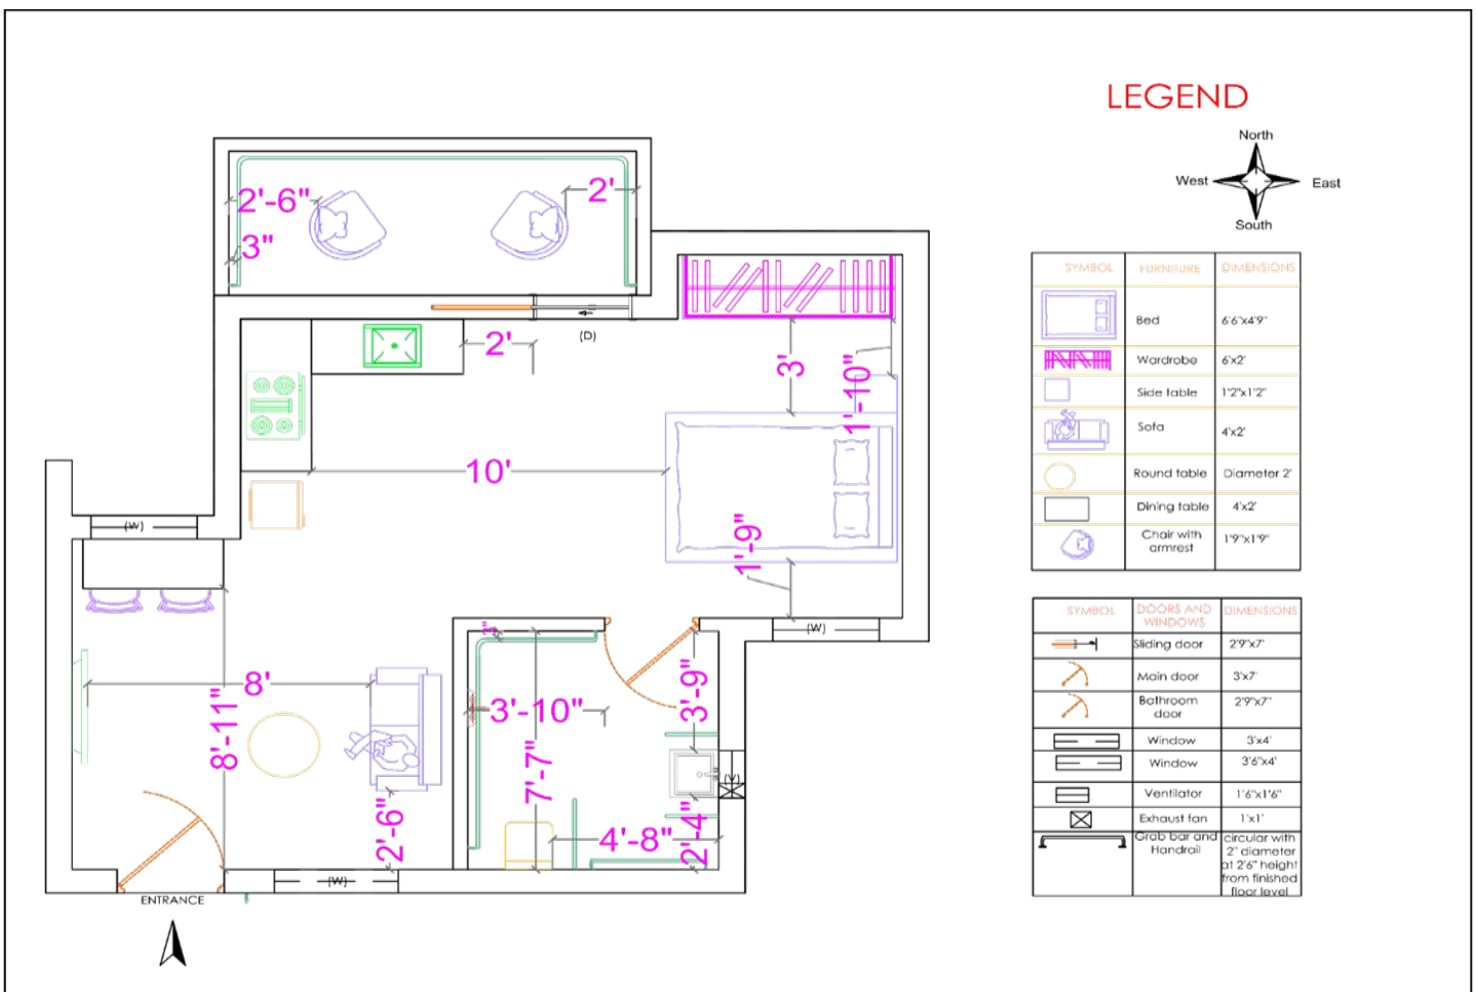 LEGEND
North
West
East
South
2'-6"
2'
3"
(D)
2'
3'
1'-10"
10'
(W)
1'-9"
(W)
8'
8'-11"
2"
3'-10"
3'-9"
7'-7"
(V)
2'-6"
4'-8"
2'-4"
(W)
ENTRANCE
SYMBOL FURNITURE DIMENSIONS
Bed 6'6"x4'9"
Wardrobe 6'x2'
Side table 1'2"x1'2"
Sofa 4'x2'
Round table Diameter 2'
Dining table 4'x2'
Chair with
armrest
1'9"x1'9"
SYMBOL DOORS AND
WINDOWS
DIMENSIONS
Sliding door 2'9"x7'
Main door 3'x7'
Bathroom
door
2'9"x7"
Window 3'x4'
Window 3'6"x4'
Ventilator 1'6"x1'6"
Exhaust fan 1'x1'
Grab bar and
Handrail
circular with
2" diameter
at 2'6" height
from finished
floor level